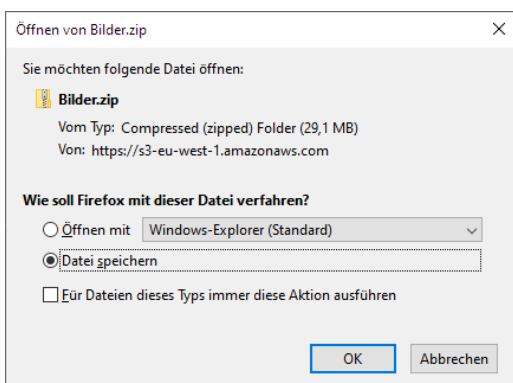 Öffnen von Bilder.zip
Sie möchten folgende Datei öffnen:
Bilder.zip
Vom Typ: Compressed (zipped) Folder (29,1 MB)
Von: https://s3-eu-west-1.amazonaws.com
Wie soll Firefox mit dieser Datei verfahren?
Öffnen mit Windows-Explorer (Standard)
Datei speichern
Für Dateien dieses Typs immer diese Aktion ausführen
OK Abbrechen